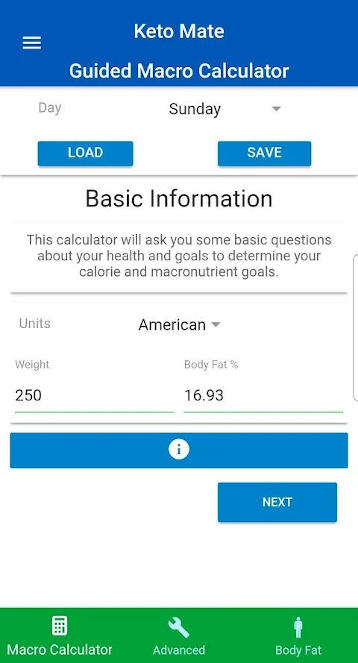 Keto Mate
Guided Macro Calculator
Day Sunday
LOAD SAVE
Basic Information
This calculator will ask you some basic questions
about your health and goals to determine your
calorie and macronutrient goals.
Units American
Weight Body Fat %
250 16.93
NEXT
Macro Calculator Advanced Body Fat